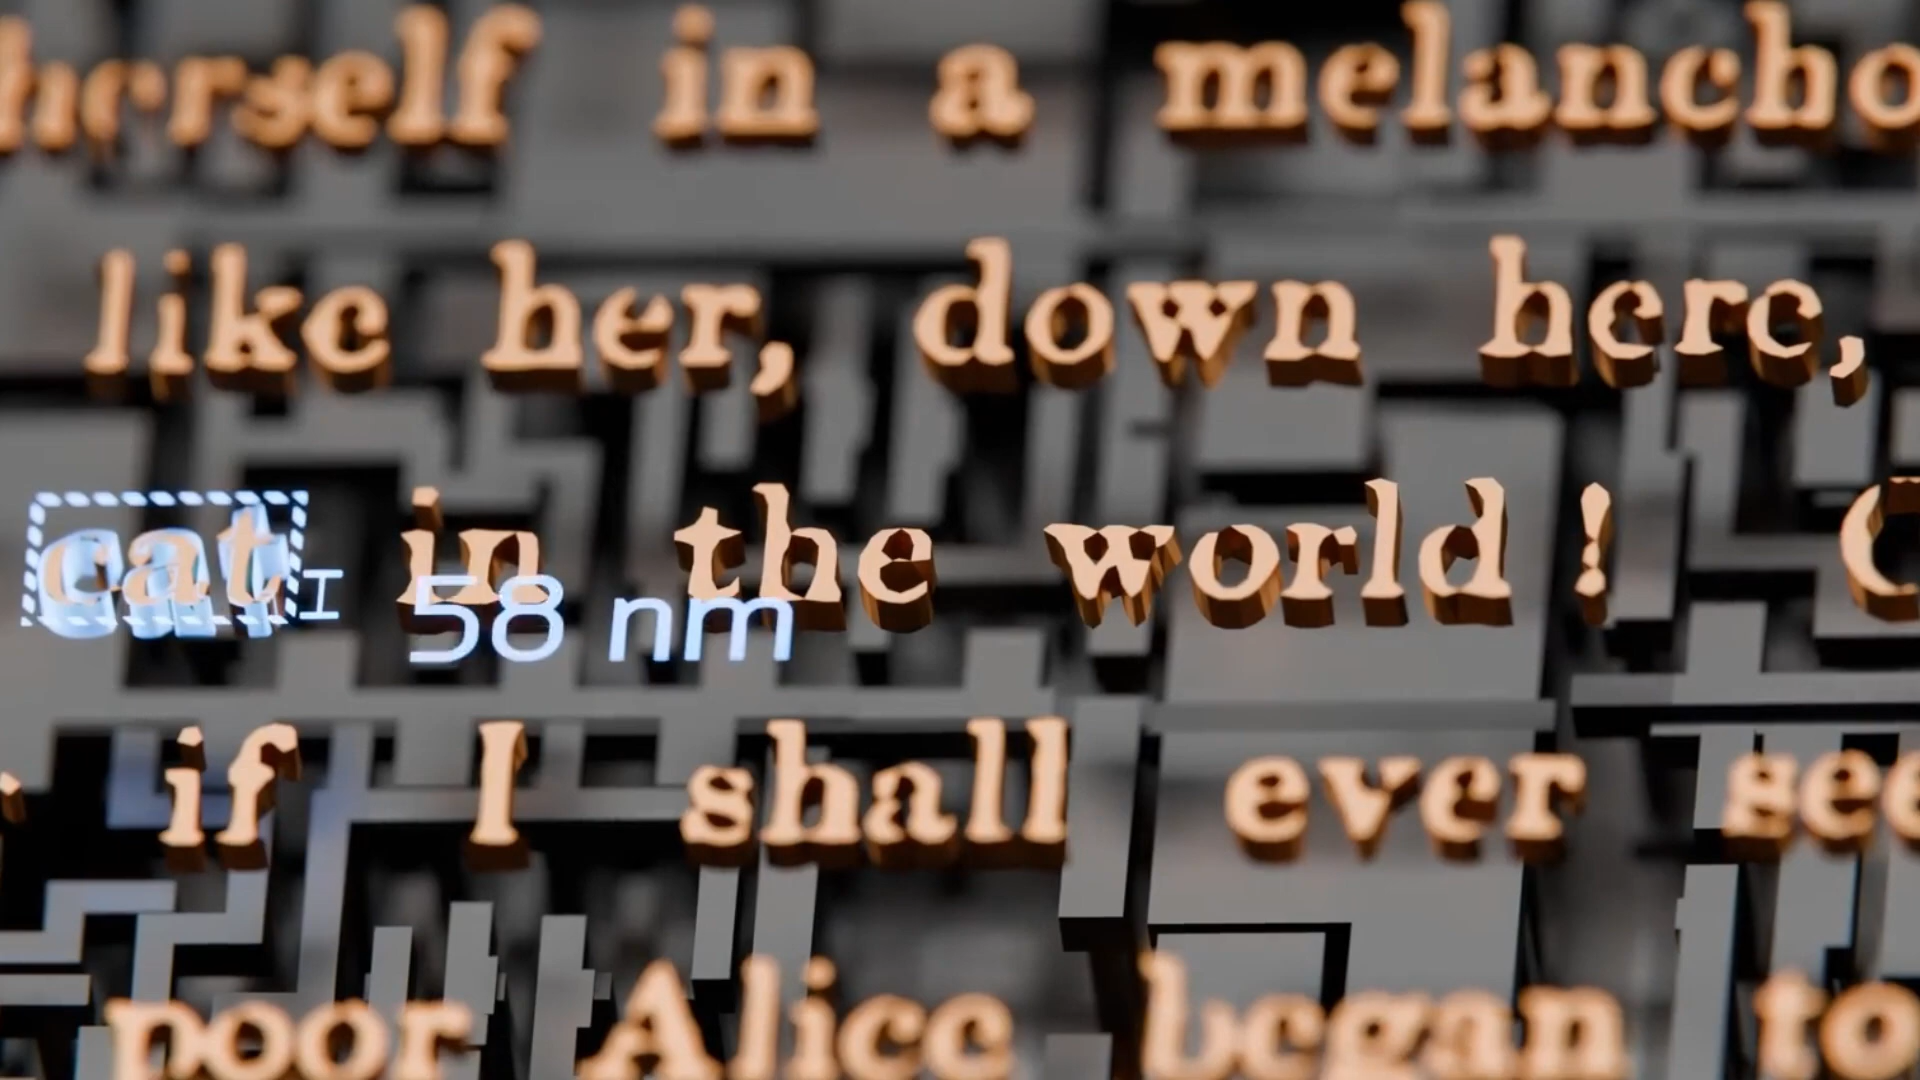 herself in a melancho
like her, down here,
cat in the world! 
58 nm
if I shall ever see
poor Alice began to